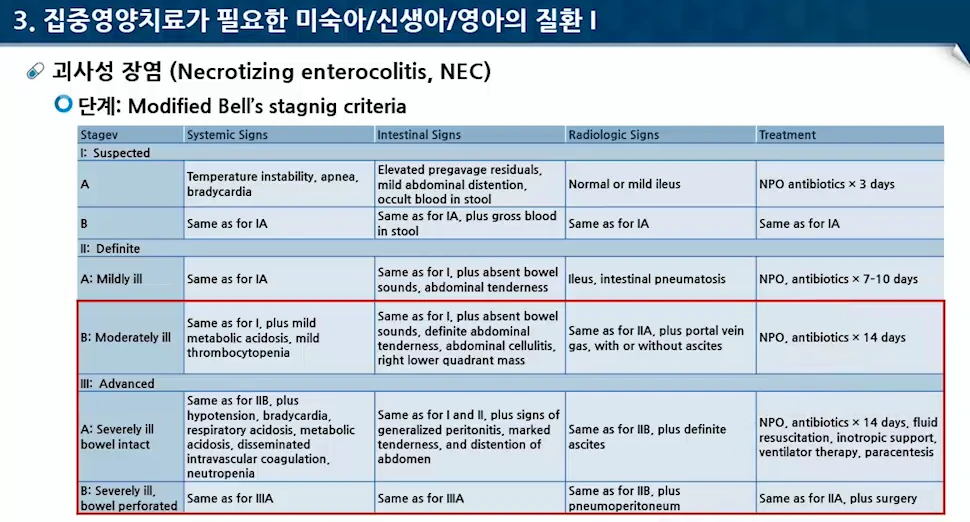 3. 집중영양치료가 필요한 미숙아/신생아/영아의 질환 I
괴사성 장염 (Necrotizing enterocolitis, NEC)
단계: Modified Bell's stagnig criteria
Stagev
Systemic Signs
Intestinal Signs
Radiologic Signs
Treatment
I: Suspected
A
Temperature instability, apnea,
bradycardia
Elevated pregavage residuals,
mild abdominal distention,
occult blood in stool
Normal or mild ileus
NPO antibiotics × 3 days
B
Same as for IA
Same as for IA, plus gross blood
in stool
Same as for IA
Same as for IA
II: Definite
A: Mildly ill
Same as for IA
Same as for I, plus absent bowel
sounds, abdominal tenderness
Ileus, intestinal pneumatosis
NPO, antibiotics × 7-10 days
B: Moderately ill
Same as for I, plus mild
metabolic acidosis, mild
thrombocytopenia
Same as for I, plus absent bowel
sounds, definite abdominal
tenderness, abdominal cellulitis,
right lower quadrant mass
Same as for IIA, plus portal vein
gas, with or without ascites
NPO, antibiotics × 14 days
III: Advanced
A: Severely ill
bowel intact
Same as for IIB, plus
hypotension, bradycardia,
respiratory acidosis, metabolic
acidosis, disseminated
intravascular coagulation,
neutropenia
Same as for I and II, plus signs of
generalized peritonitis, marked
tenderness, and distention of
abdomen
Same as for IIB, plus definite
ascites
NPO, antibiotics × 14 days, fluid
resuscitation, inotropic support,
ventilator therapy, paracentesis
B: Severely ill,
bowel perforated
Same as for IIIA
Same as for IIIA
Same as for IIB, plus
pneumoperitoneum
Same as for IIA, plus surgery